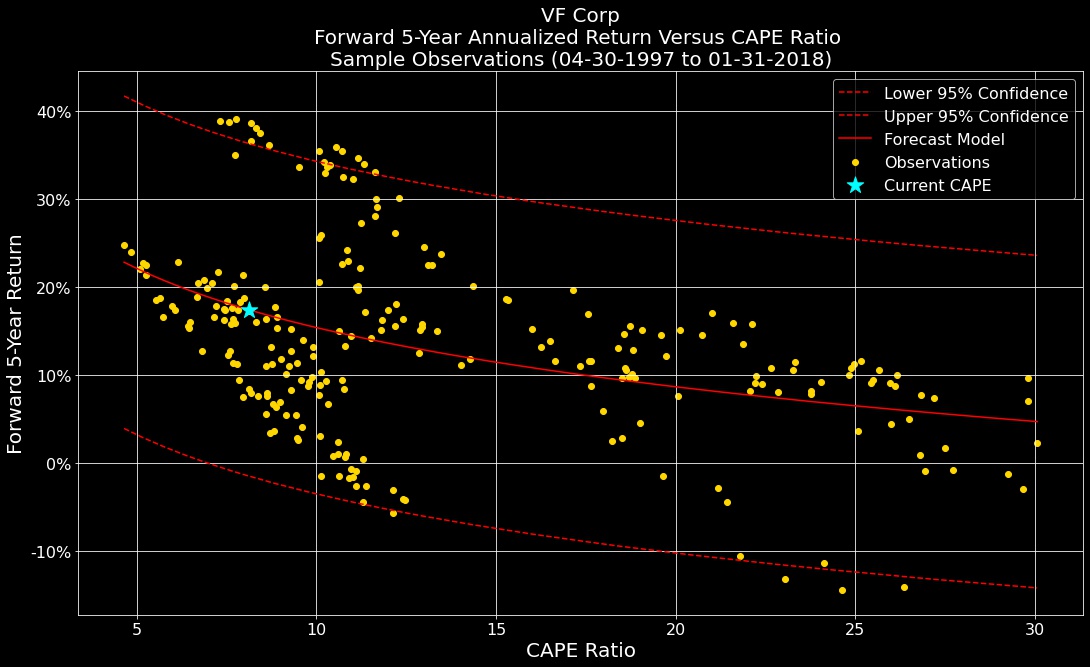 VF Corp
Forward 5-Year Annualized Return Versus CAPE Ratio
Sample Observations (04-30-1997 to 01-31-2018)
Lower 95% Confidence
Upper 95% Confidence
Forecast Model
Observations
Current CAPE
Forward 5-Year Return
40%
30%
20%
10%
0%
-10%
5 10 15 20 25 30
CAPE Ratio